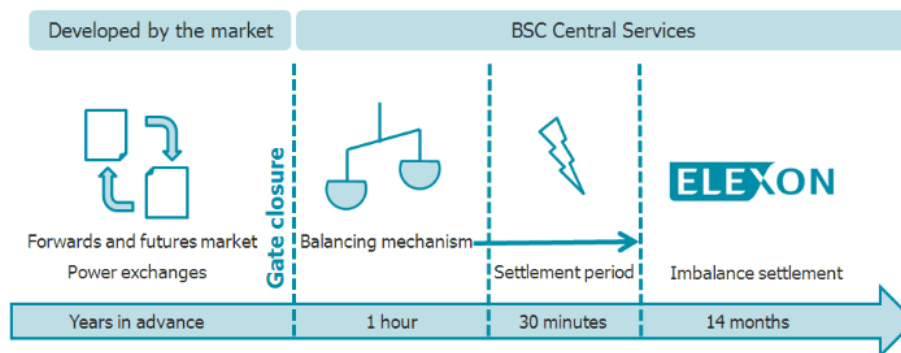 Developed by the market
BSC Central Services
Gate closure
ELEXON
Forwards and futures market
Balancing mechanism
Power exchanges
Settlement period
Imbalance settlement
Years in advance
1 hour
30 minutes
14 months